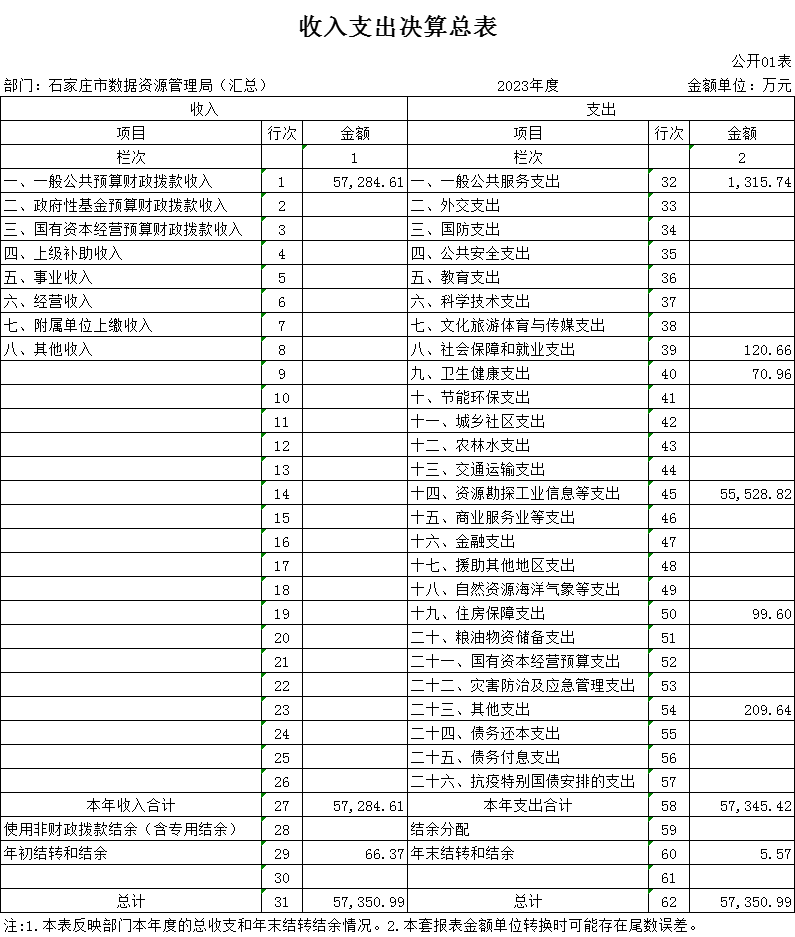 收入支出决算总表
公开01表
部门：石家庄市数据资源管理局（汇总） 2023年度 金额单位：万元
收入 支出
项目 行次 金额 项目 行次 金额
栏次 1 栏次 2
一、一般公共预算财政拨款收入 1 57,284.61 一、一般公共服务支出 32 1,315.74
二、政府性基金预算财政拨款收入 2 二、外交支出 33
三、国有资本经营预算财政拨款收入 3 三、国防支出 34
四、上级补助收入 4 四、公共安全支出 35
五、事业收入 5 五、教育支出 36
六、经营收入 6 六、科学技术支出 37
七、附属单位上缴收入 7 七、文化旅游体育与传媒支出 38
八、其他收入 8 八、社会保障和就业支出 39 120.66
9 九、卫生健康支出 40 70.96
10 十、节能环保支出 41
11 十一、城乡社区支出 42
12 十二、农林水支出 43
13 十三、交通运输支出 44
14 十四、资源勘探工业信息等支出 45 55,528.82
15 十五、商业服务业等支出 46
16 十六、金融支出 47
17 十七、援助其他地区支出 48
18 十八、自然资源海洋气象等支出 49
19 十九、住房保障支出 50 99.60
20 二十、粮油物资储备支出 51
21 二十一、国有资本经营预算支出 52
22 二十二、灾害防治及应急管理支出 53
23 二十三、其他支出 54 209.64
24 二十四、债务还本支出 55
25 二十五、债务付息支出 56
26 二十六、抗疫特别国债安排的支出 57
本年收入合计 27 57,284.61 本年支出合计 58 57,345.42
使用非财政拨款结余（含专用结余） 28 结余分配 59
年初结转和结余 29 66.37 年末结转和结余 60 5.57
30 61
总计 31 57,350.99 总计 62 57,350.99
注:1.本表反映部门本年度的总收支和年末结转结余情况。2.本套报表金额单位转换时可能存在尾数误差。